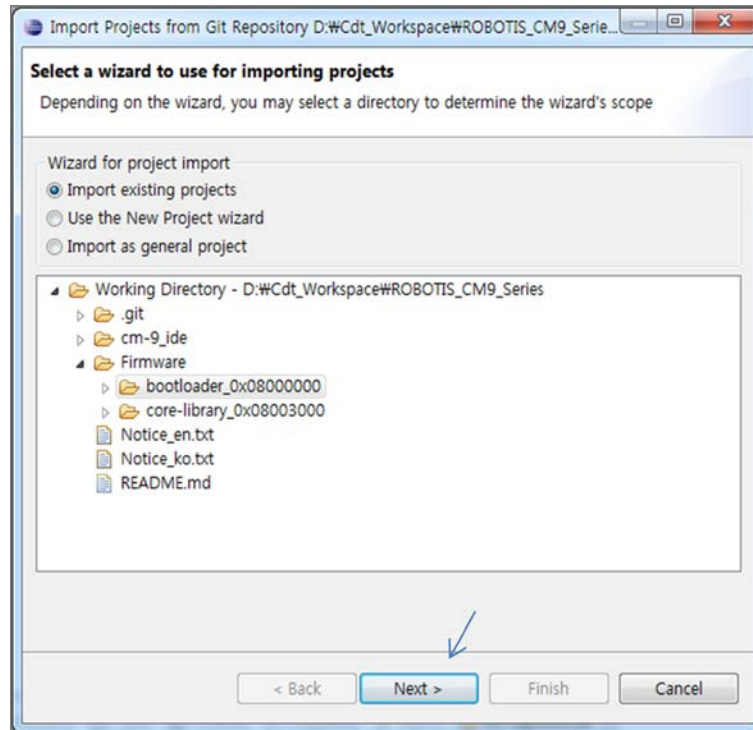 Import Projects from Git Repository D:₩Cdt_Workspace₩ROBOTIS_CM9_Serie...
Select a wizard to use for importing projects
Depending on the wizard, you may select a directory to determine the wizard's scope
Wizard for project import
Import existing projects
Use the New Project wizard
Import as general project
Working Directory - D:₩Cdt_Workspace₩ROBOTIS_CM9_Series
.git
cm-9_ide
Firmware
bootloader_0x08000000
core-library_0x08003000
Notice_en.txt
Notice_ko.txt
README.md
< Back Next > Finish Cancel